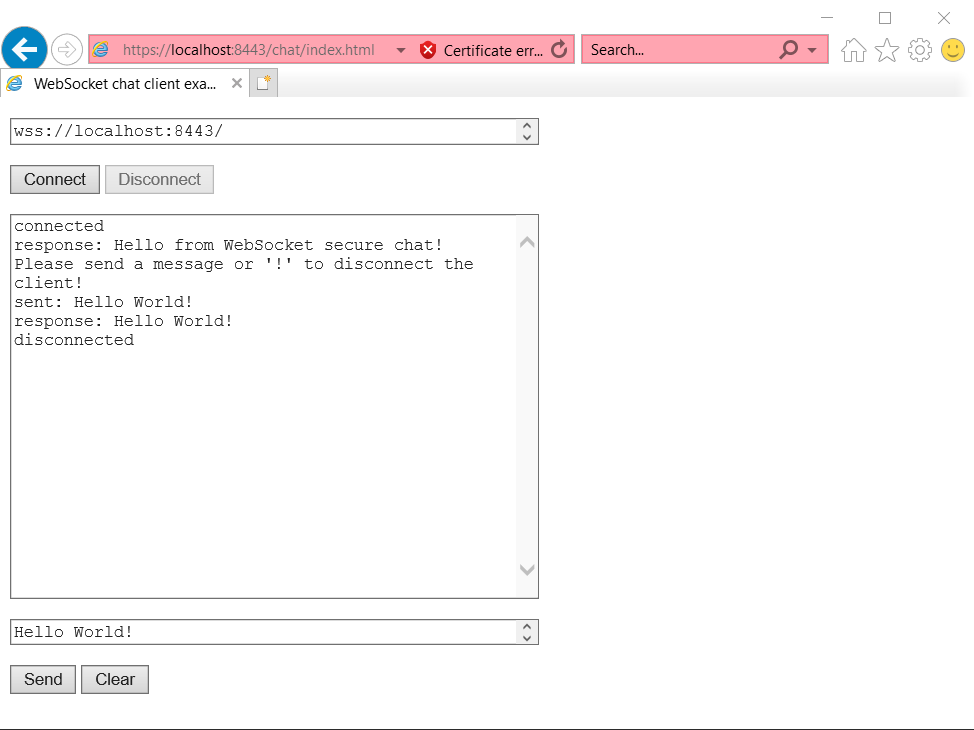 https://localhost:8443/chat/index.html
Certificate err...
Search...
WebSocket chat client exa...
wss://localhost:8443/
Connect
Disconnect
connected
response: Hello from WebSocket secure chat!
Please send a message or '!' to disconnect the
client!
sent: Hello World!
response: Hello World!
disconnected
Hello World!
Send
Clear